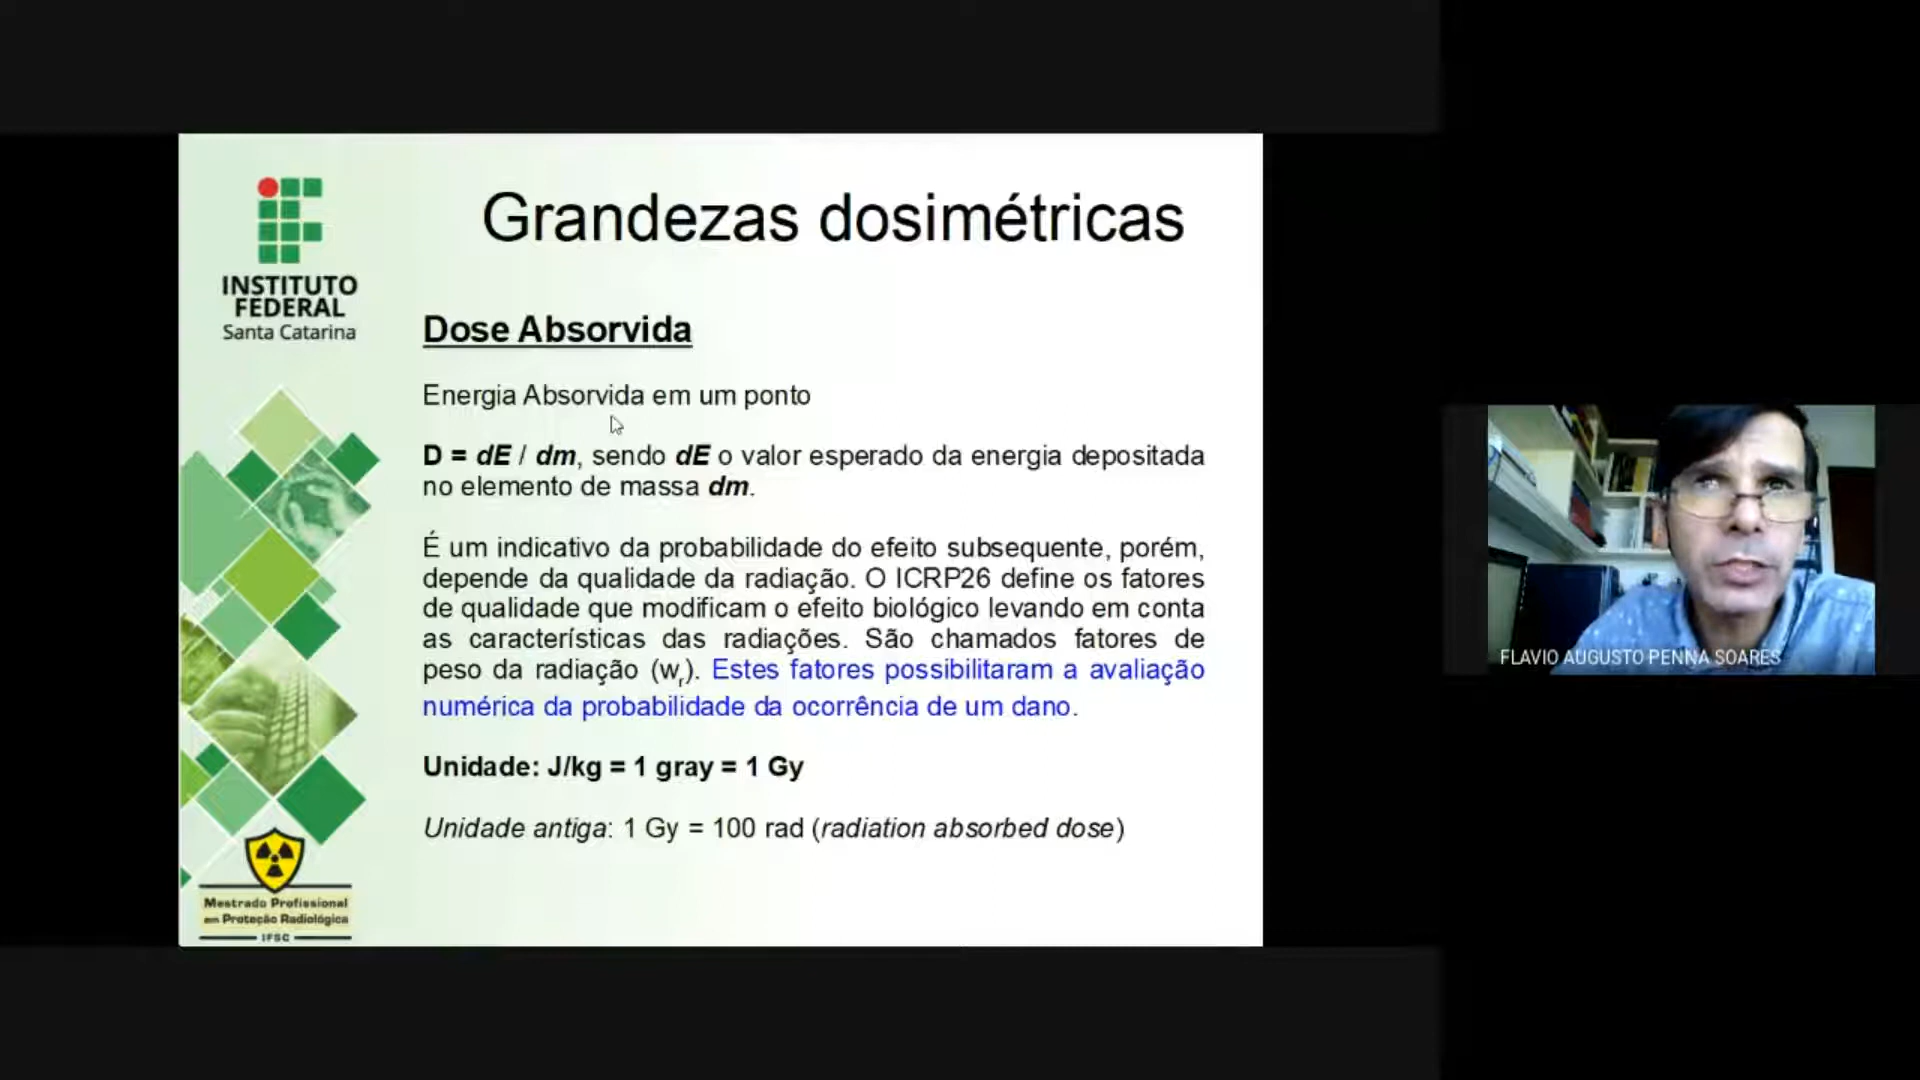 INSTITUTO
FEDERAL
Santa Catarina
Grandezas dosimétricas
Dose Absorvida
Energia Absorvida em um ponto
D = dE / dm, sendo dE o valor esperado da energia depositada
no elemento de massa dm.
É um indicativo da probabilidade do efeito subsequente, porém,
depende da qualidade da radiação. O ICRP26 define os fatores
de qualidade que modificam o efeito biológico levando em conta
as características das radiações. São chamados fatores de
peso da radiação (wr). Estes fatores possibilitaram a avaliação
numérica da probabilidade da ocorrência de um dano.
Unidade: J/kg = 1 gray = 1 Gy
Unidade antiga: 1 Gy = 100 rad (radiation absorbed dose)
Mestrado Profissional
em Proteção Radiológica
IFSC
FLAVIO AUGUSTO PENNA SOARES